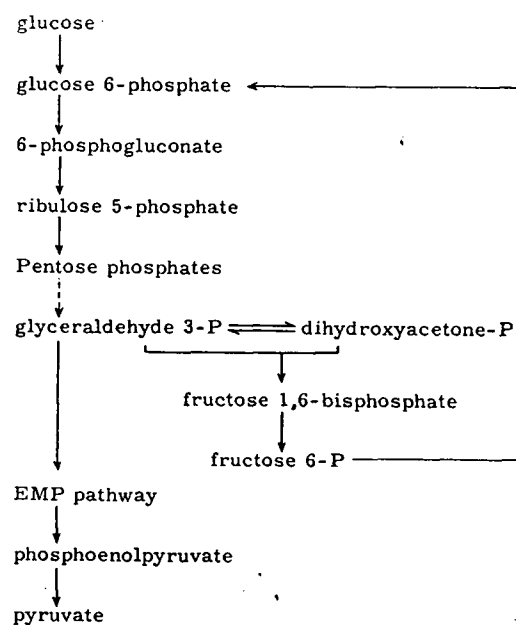 glucose
glucose 6-phosphate
6-phosphogluconate
ribulose 5-phosphate
Pentose phosphates
glyceraldehyde 3-P dihydroxyacetone-P
fructose 1,6-bisphosphate
fructose 6-P
EMP pathway
phosphoenolpyruvate
pyruvate